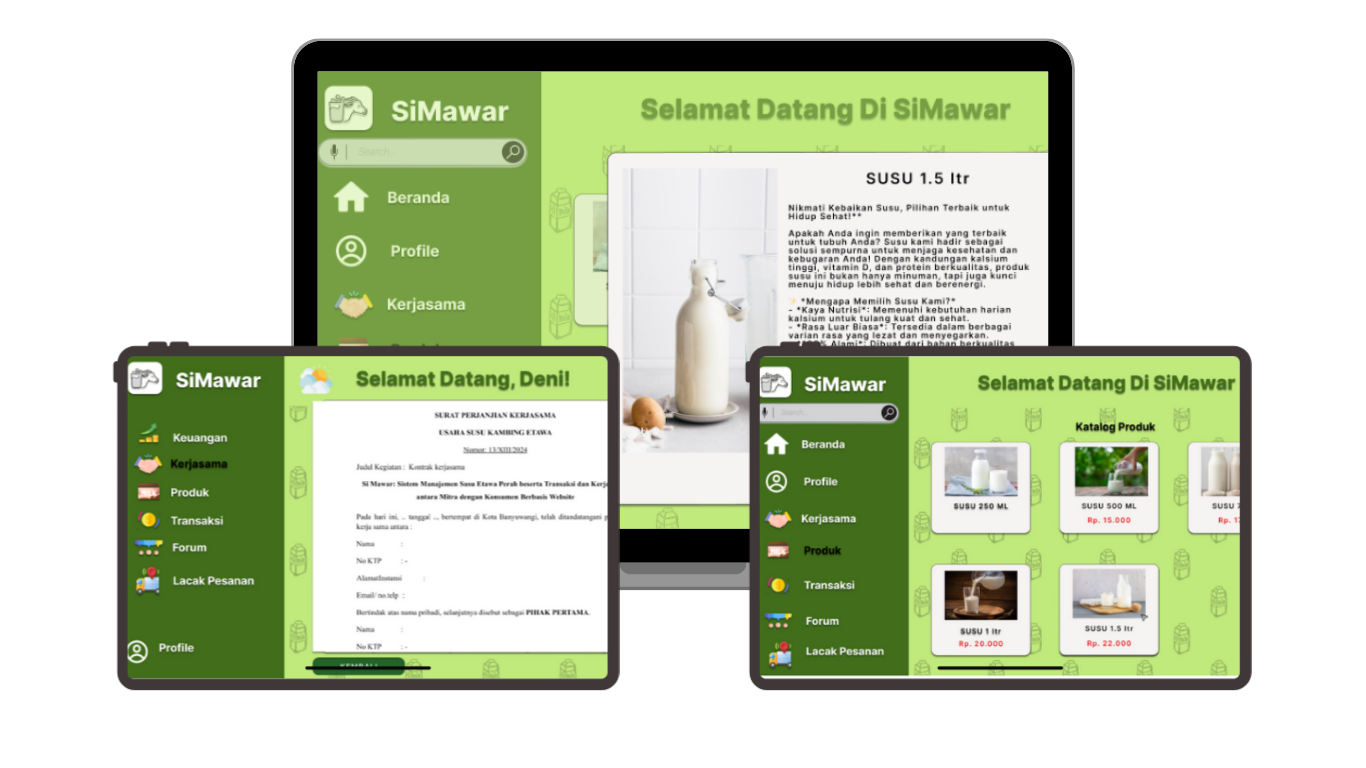 SiMawar
Selamat Datang Di SiMawar
Search...
Beranda
Profile
Kerjasama
SUSU 1.5 ltr
Nikmati Kebaikan Susu, Pilihan Terbaik untuk
Hidup Sehat!**
Apakah Anda ingin memberikan yang terbaik
untuk tubuh Anda? Susu kami hadir sebagai
solusi sempurna untuk menjaga kesehatan dan
kebugaran Anda! Dengan kandungan kalsium
tinggi, vitamin D, dan protein berkualitas, produk
susu ini bukan hanya minuman, tapi juga kunci
menuju hidup lebih sehat dan berenergi.
✨ *Mengapa Memilih Susu Kami?*
- *Kaya Nutrisi*: Memenuhi kebutuhan harian
kalsium untuk tulang kuat dan sehat.
- *Rasa Luar Biasa*: Tersedia dalam berbagai
varian rasa yang lezat dan menyegarkan.
Alami*: Dibuat dari bahan berkualitas
SiMawar
Selamat Datang, Deni!
Keuangan
Kerjasama
Produk
Transaksi
Forum
Lacak Pesanan
Profile
SURAT PERJANJIAN KERJASAMA
USAHA SUSU KAMBING ETAWA
Nomor: 13/XIII/2024
Judul Kegiatan : Kontrak kerjasama
Si Mawar: Sistem Manajemen Susu Etawa Perah beserta Transaksi dan Kerja
antara Mitra dengan Konsumen Berbasis Website
Pada hari ini, .. tanggal .., bertempat di Kota Banyuwangi, telah ditandatangani p
kerja sama antara :
Nama :
No KTP : -
AlamatInstansi :
Email/ no.telp :
Bertindak atas nama pribadi, selanjutnya disebut sebagai PIHAK PERTAMA.
Nama :
No KTP : -
KEMBALI
SiMawar
Selamat Datang Di SiMawar
Search...
Beranda
Profile
Kerjasama
Produk
Transaksi
Forum
Lacak Pesanan
Katalog Produk
SUSU 250 ML
SUSU 500 ML
Rp. 15.000
SUSU 7
Rp. 17
SUSU 1 ltr
Rp. 20.000
SUSU 1.5 ltr
Rp. 22.000